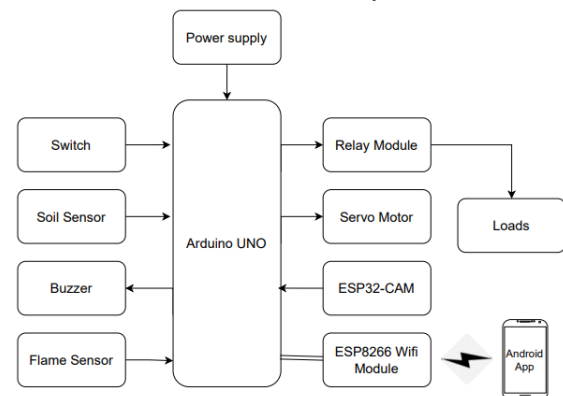 Power supply
Switch
Relay Module
Soil Sensor
Arduino UNO
Servo Motor
Loads
Buzzer
ESP32-CAM
Flame Sensor
ESP8266 Wifi
Module
Android
App